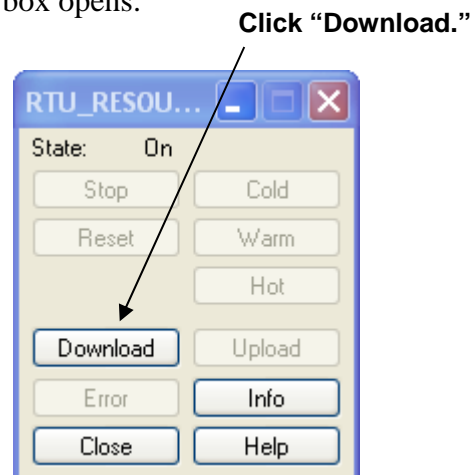 box opens.
Click “Download.”
RTU_RESOU...
State: On
Stop Cold
Reset Warm
Hot
Download Upload
Error Info
Close Help